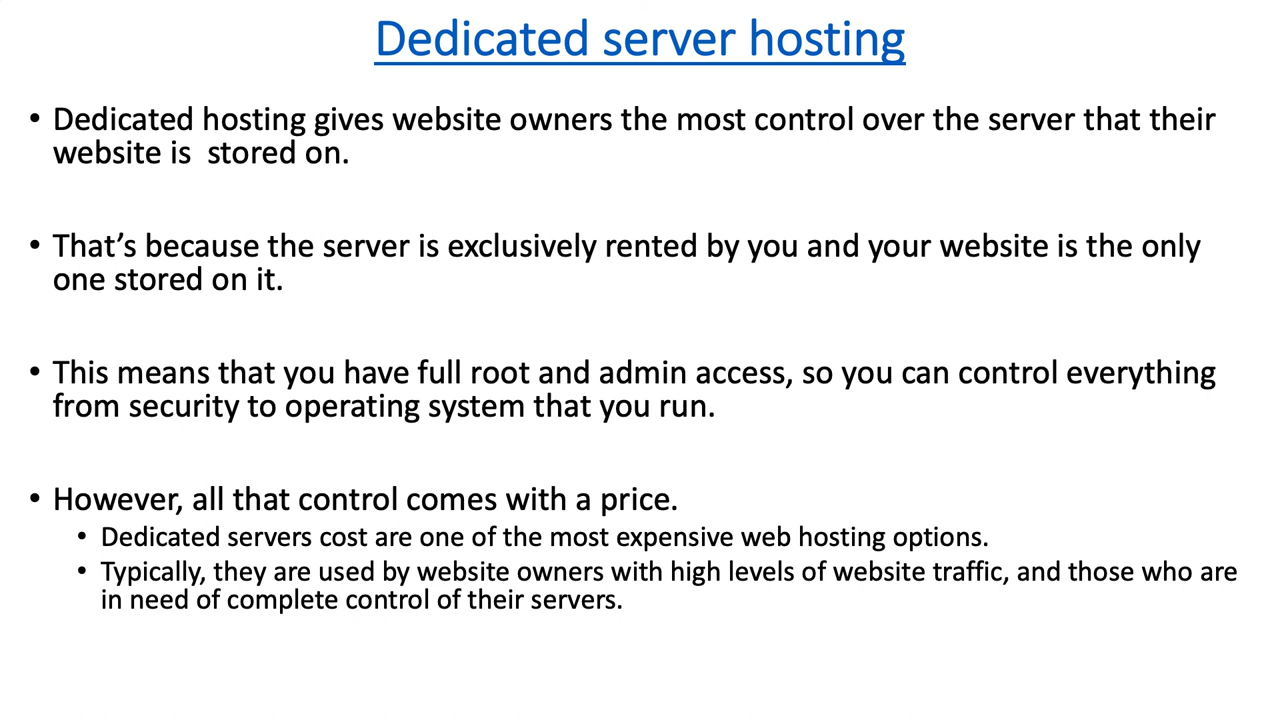 Dedicated server hosting
• Dedicated hosting gives website owners the most control over the server that their
website is  stored on.
• That’s because the server is exclusively rented by you and your website is the only
one stored on it.
• This means that you have full root and admin access, so you can control everything
from security to operating system that you run.
• However, all that control comes with a price.
• Dedicated servers cost are one of the most expensive web hosting options.
• Typically, they are used by website owners with high levels of website traffic, and those who are
in need of complete control of their servers.